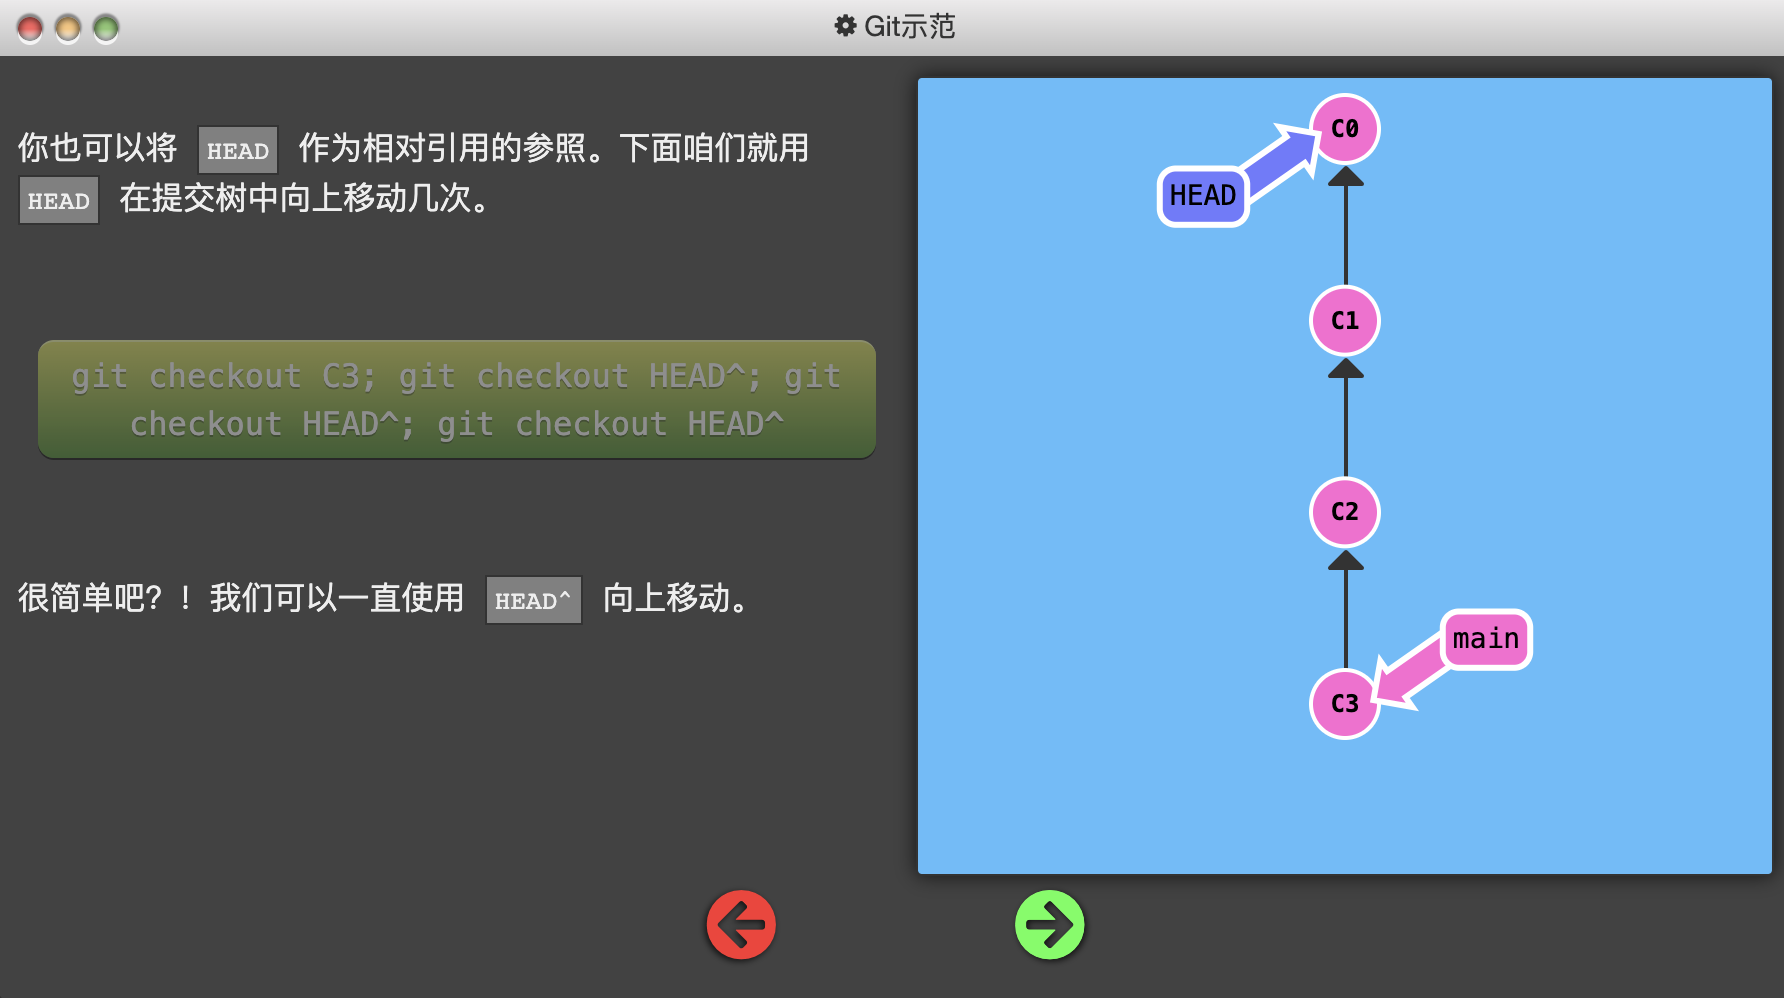 Git示范
你也可以将 HEAD 作为相对引用的参照。下面咱们就用
HEAD 在提交树中向上移动几次。
git checkout C3; git checkout HEAD^; git
checkout HEAD^; git checkout HEAD^
很简单吧？！我们可以一直使用 HEAD^ 向上移动。
C0
HEAD
C1
C2
main
C3